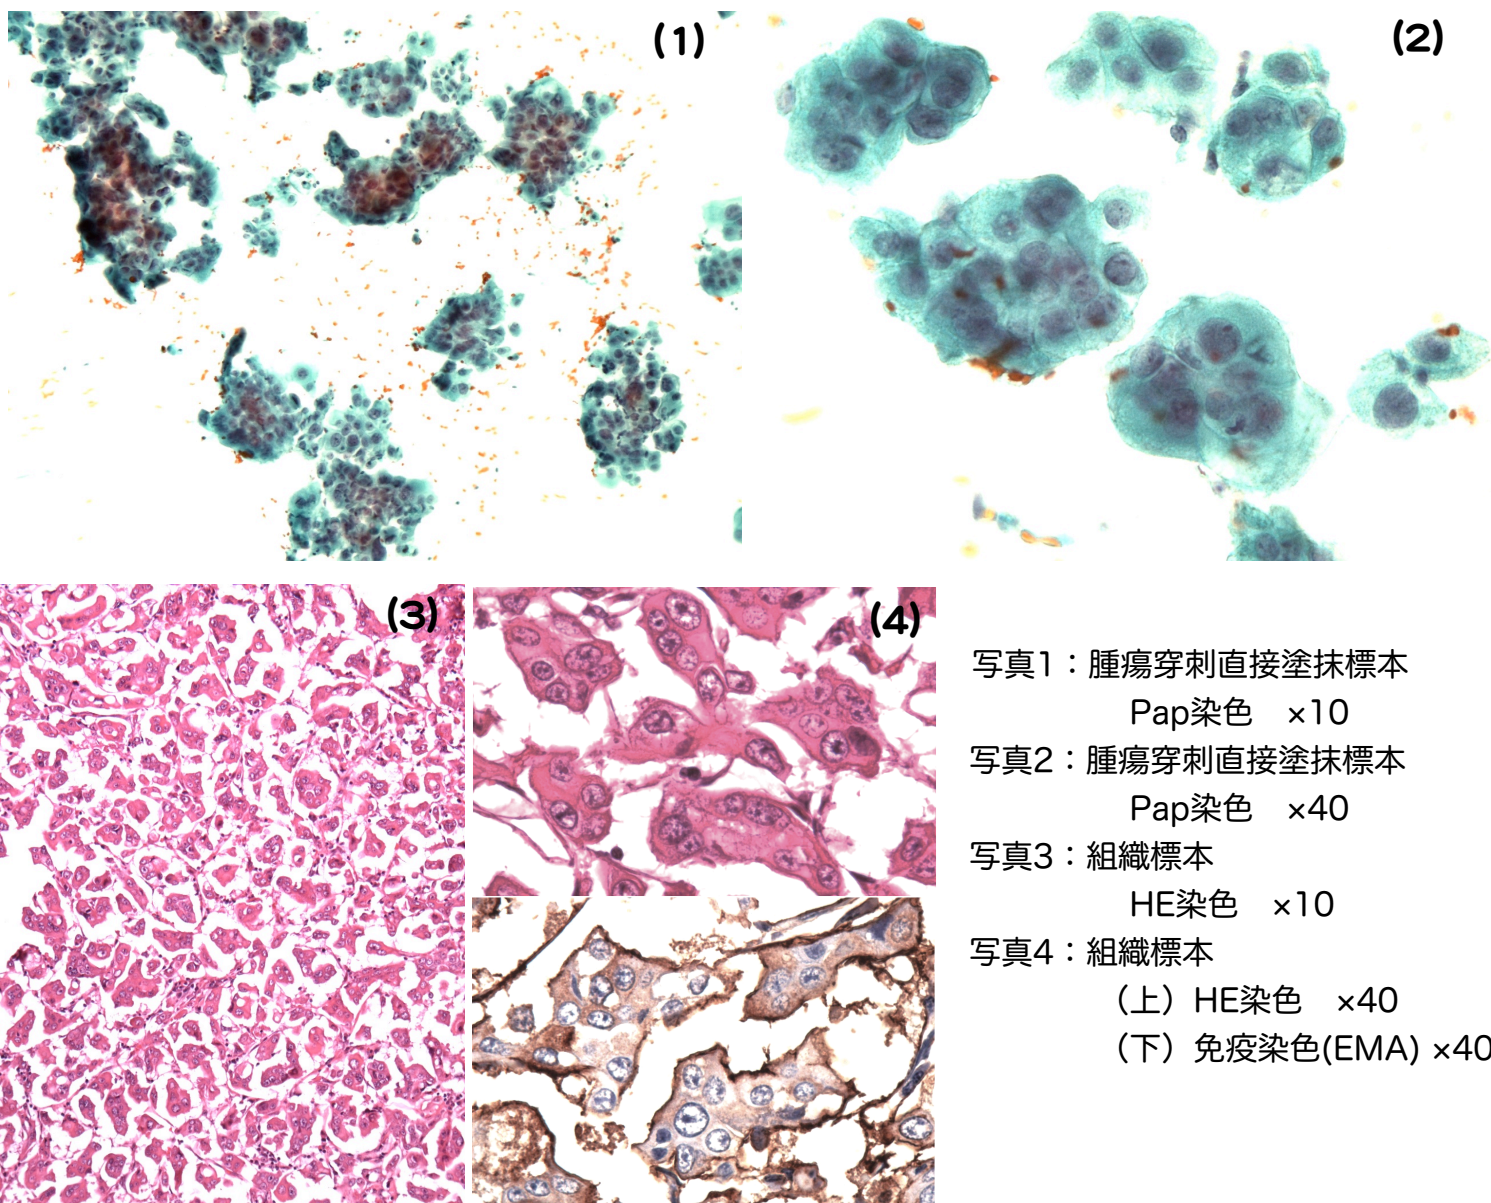 (1)
(2)
(3)
(4)
写真1：腫瘍穿刺直接塗抹標本
Pap染色　×10
写真2：腫瘍穿刺直接塗抹標本
Pap染色　×40
写真3：組織標本
HE染色　×10
写真4：組織標本
（上）HE染色　×40
（下）免疫染色(EMA) ×40